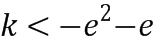 k < −e² − e